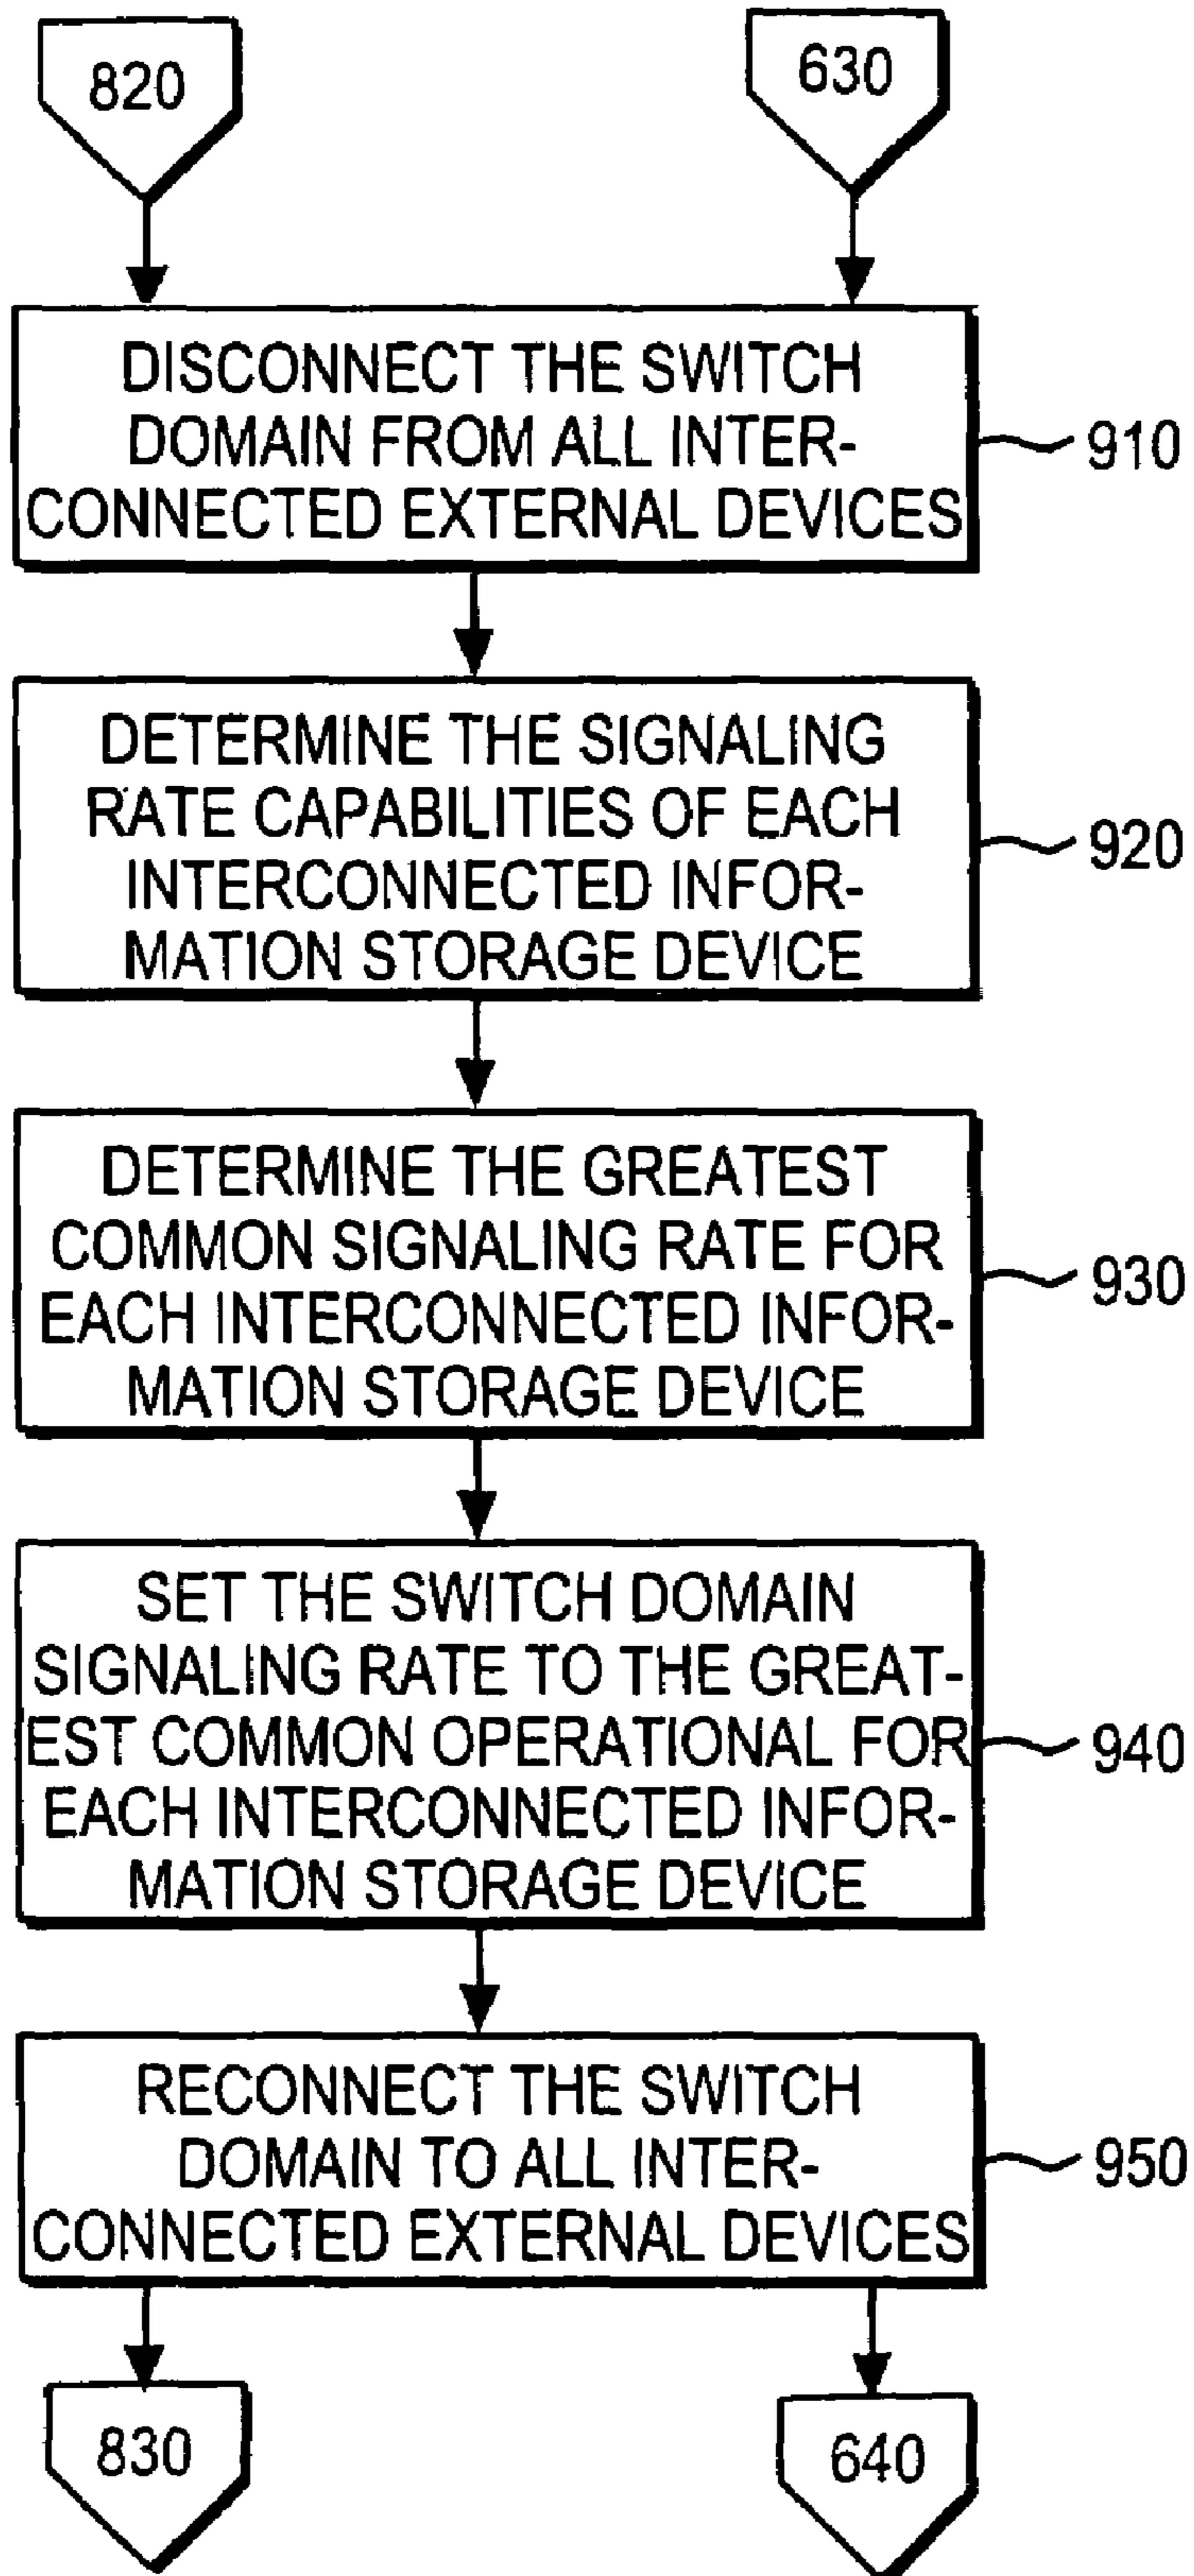 820
630
DISCONNECT THE SWITCH
DOMAIN FROM ALL INTER-
CONNECTED EXTERNAL DEVICES
910
DETERMINE THE SIGNALING
RATE CAPABILITIES OF EACH
INTERCONNECTED INFOR-
MATION STORAGE DEVICE
920
DETERMINE THE GREATEST
COMMON SIGNALING RATE FOR
EACH INTERCONNECTED INFOR-
MATION STORAGE DEVICE
930
SET THE SWITCH DOMAIN
SIGNALING RATE TO THE GREAT-
EST COMMON OPERATIONAL FOR
EACH INTERCONNECTED INFOR-
MATION STORAGE DEVICE
940
RECONNECT THE SWITCH
DOMAIN TO ALL INTER-
CONNECTED EXTERNAL DEVICES
950
830
640